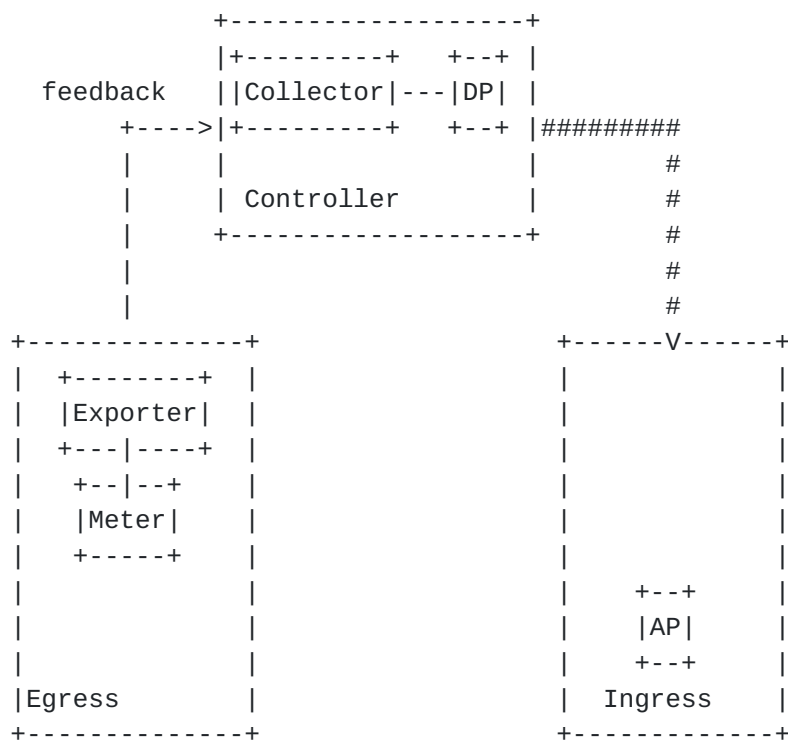 +-------------------+
|+---------+   +--+ |
feedback   ||Collector|---|DP| |
+---->|+---------+   +--+ |#########
|     |                   |        #
|     | Controller        |        #
|     +-------------------+        #
|                                  #
|                                  #
+--------------+                   +------V------+
|  +--------+  |                   |             |
|  |Exporter|  |                   |             |
|  +---|----+  |                   |             |
|   +--|--+    |                   |             |
|   |Meter|    |                   |             |
|   +-----+    |                   |             |
|              |                   |    +--+     |
|              |                   |    |AP|     |
|              |                   |    +--+     |
|Egress        |                   |  Ingress    |
+--------------+                   +-------------+